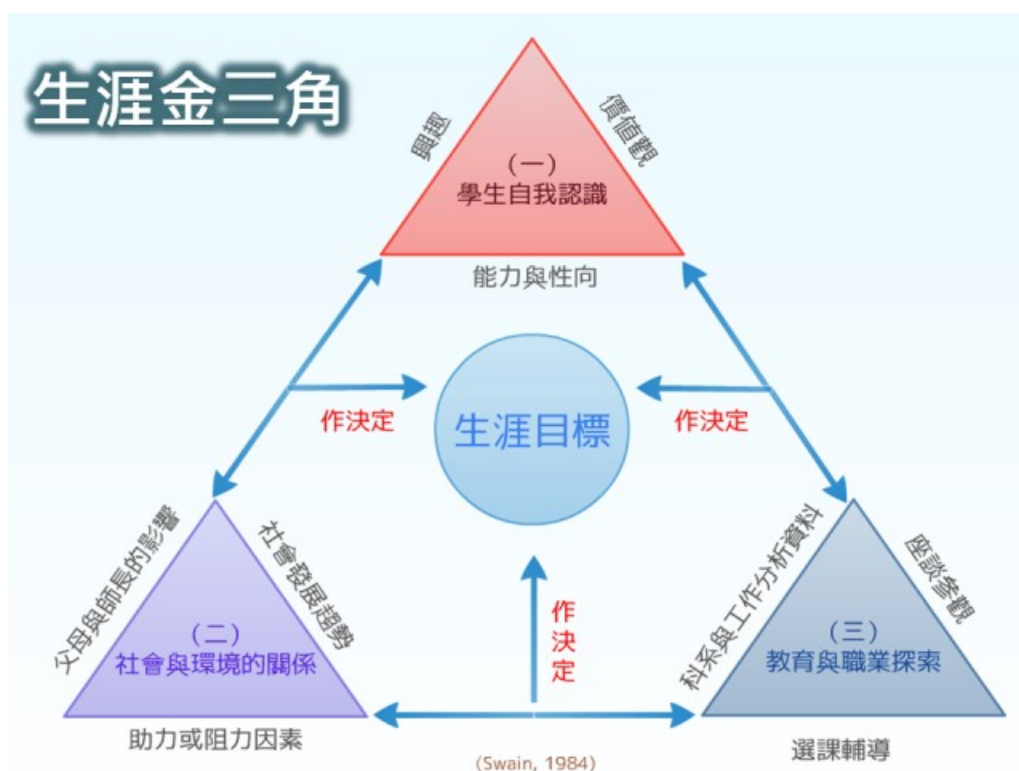 生涯金三角
興趣
價值觀
(一)
學生自我認識
能力與性向
作決定
生涯目標
作決定
父母與師長的影響
社會發展趨勢
(二)
社會與環境的關係
助力或阻力因素
作決定
科系與工作分析資料
座談參觀
(三)
教育與職業探索
選課輔導
(Swain, 1984)